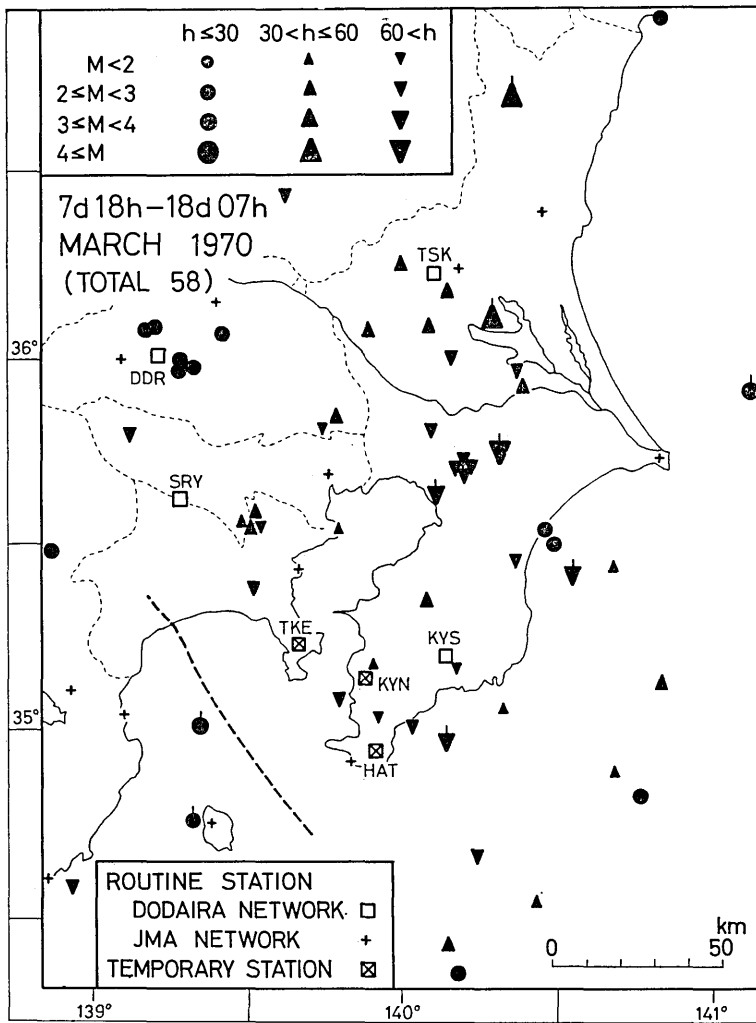 h≤30 30<h≤60 60<h
M<2
2≤M<3
3≤M<4
4≤M
7d 18h—18d 07h
MARCH 1970
(TOTAL 58)
TSK
36°
DDR
SRY
TKE
KYS
KYN
35°
HAT
ROUTINE STATION
DODAIRA NETWORK
JMA NETWORK
TEMPORARY STATION
km
0 50
139° 140° 141°